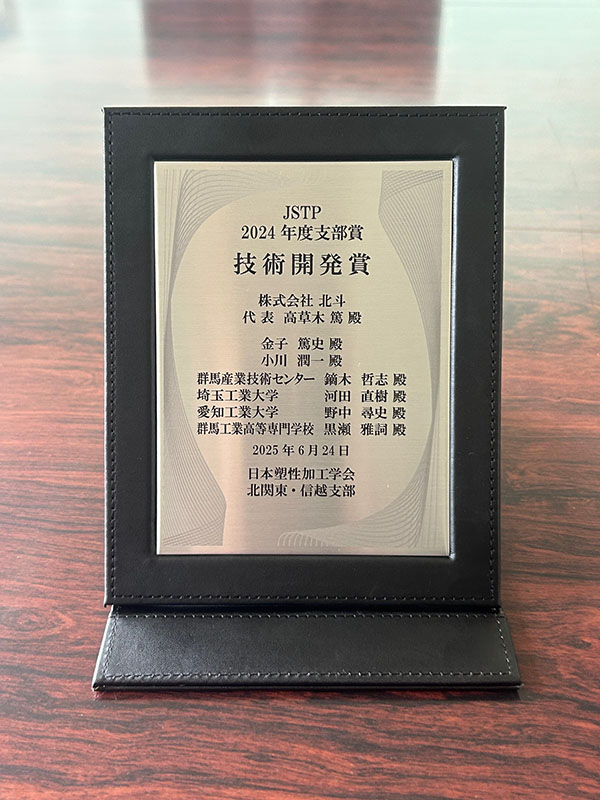 JSTP
2024 年度支部賞
技術開発賞
株式会社 北斗
代表 高草木 篤 殿
金子 篤史 殿
小川 潤一 殿
群馬産業技術センター 鏑木 哲志 殿
埼玉工業大学 河田 直樹 殿
愛知工業大学 野中 尋史 殿
群馬工業高等専門学校 黒瀬 雅詞 殿
2025 年 6 月 24 日
日本塑性加工学会
北関東・信越支部